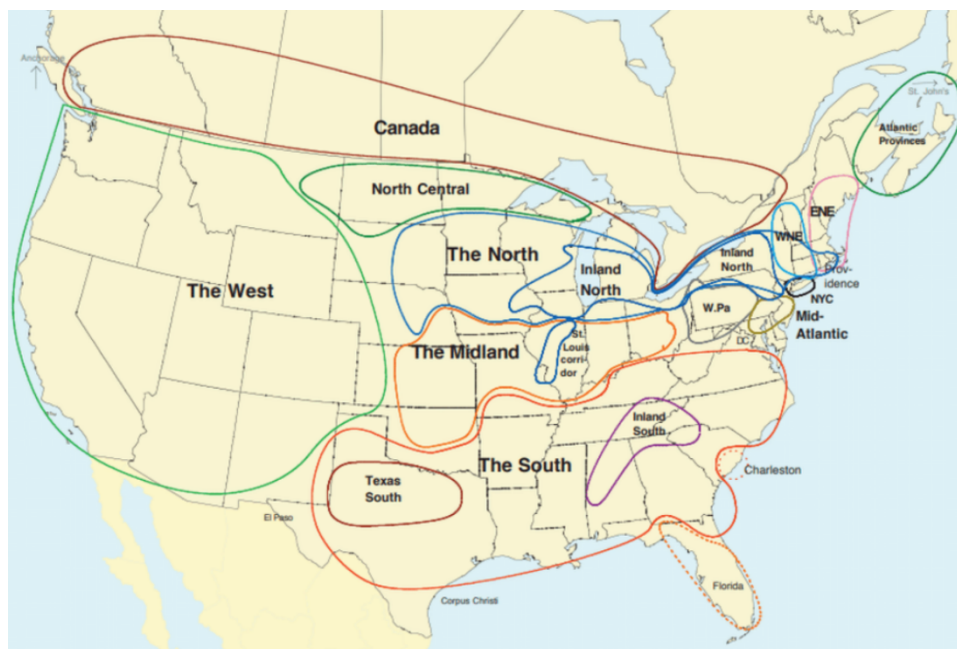 Anchorage
St. John's
Canada
Atlantic
Provinces
North Central
ENE
WNE
The North
Inland
North
Inland
North
Prov-
idence
The West
NYC
W.Pa
Mid-
Atlantic
DC
St.
Louis
corri-
dor
The Midland
Inland
South
The South
Charleston
Texas
South
El Paso
Florida
Corpus Christi